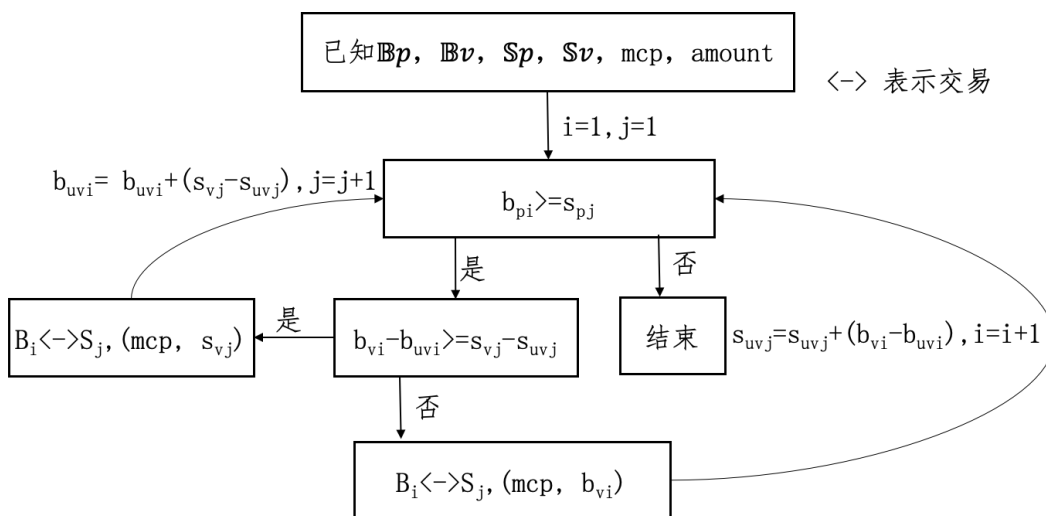 已知𝔹p, 𝔹v, 𝕊p, 𝕊v, mcp, amount
<-> 表示交易
i=1, j=1
b_uvi= b_uvi+(s_vj-s_uvj), j=j+1
b_pi>=s_pj
是
否
B_i<->S_j, (mcp, s_vj)
是
b_vi-b_uvi>=s_vj-s_uvj
结束
s_uvj=s_uvj+(b_vi-b_uvi), i=i+1
否
B_i<->S_j, (mcp, b_vi)